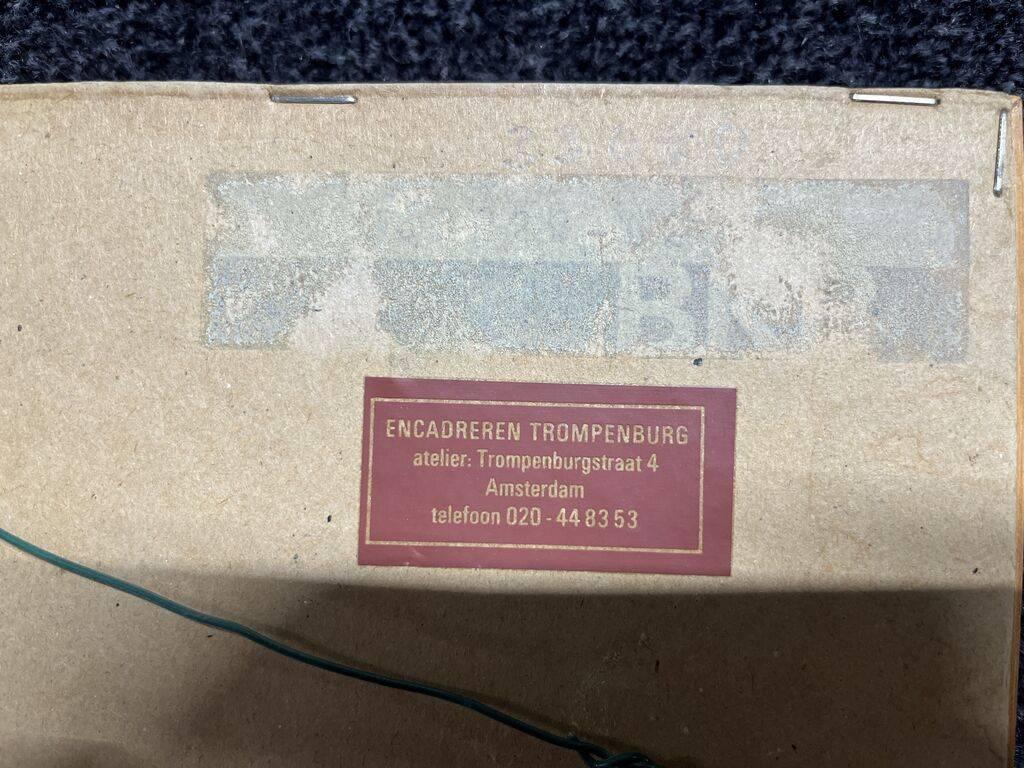 ENCADREREN TROMPENBURG
atelier: Trompenburgstraat 4
Amsterdam
telefoon 020 - 44 83 53